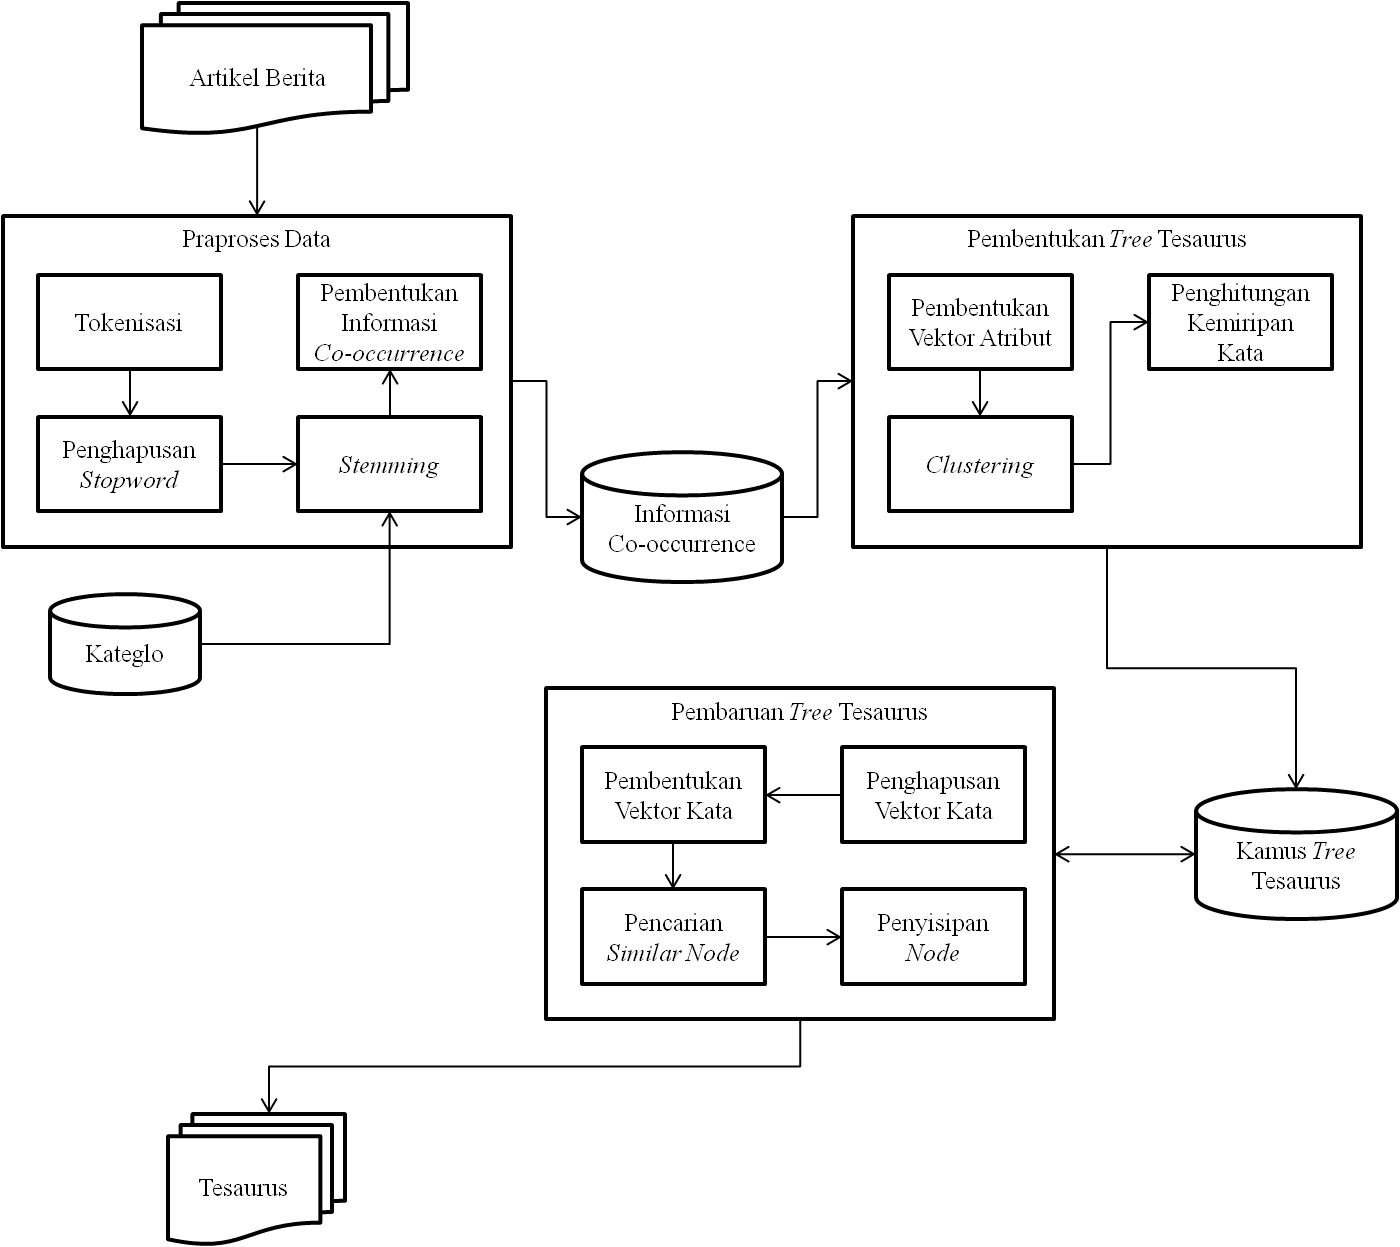 Artikel Berita
Praproses Data
Tokenisasi
Pembentukan
Informasi
Co-occurrence
Penghapusan
Stopword
Stemming
Kateglo
Informasi
Co-occurrence
Pembentukan Tree Tesaurus
Pembentukan
Vektor Atribut
Penghitungan
Kemiripan
Kata
Clustering
Pembaruan Tree Tesaurus
Pembentukan
Vektor Kata
Penghapusan
Vektor Kata
Pencarian
Similar Node
Penyisipan
Node
Kamus Tree
Tesaurus
Tesaurus